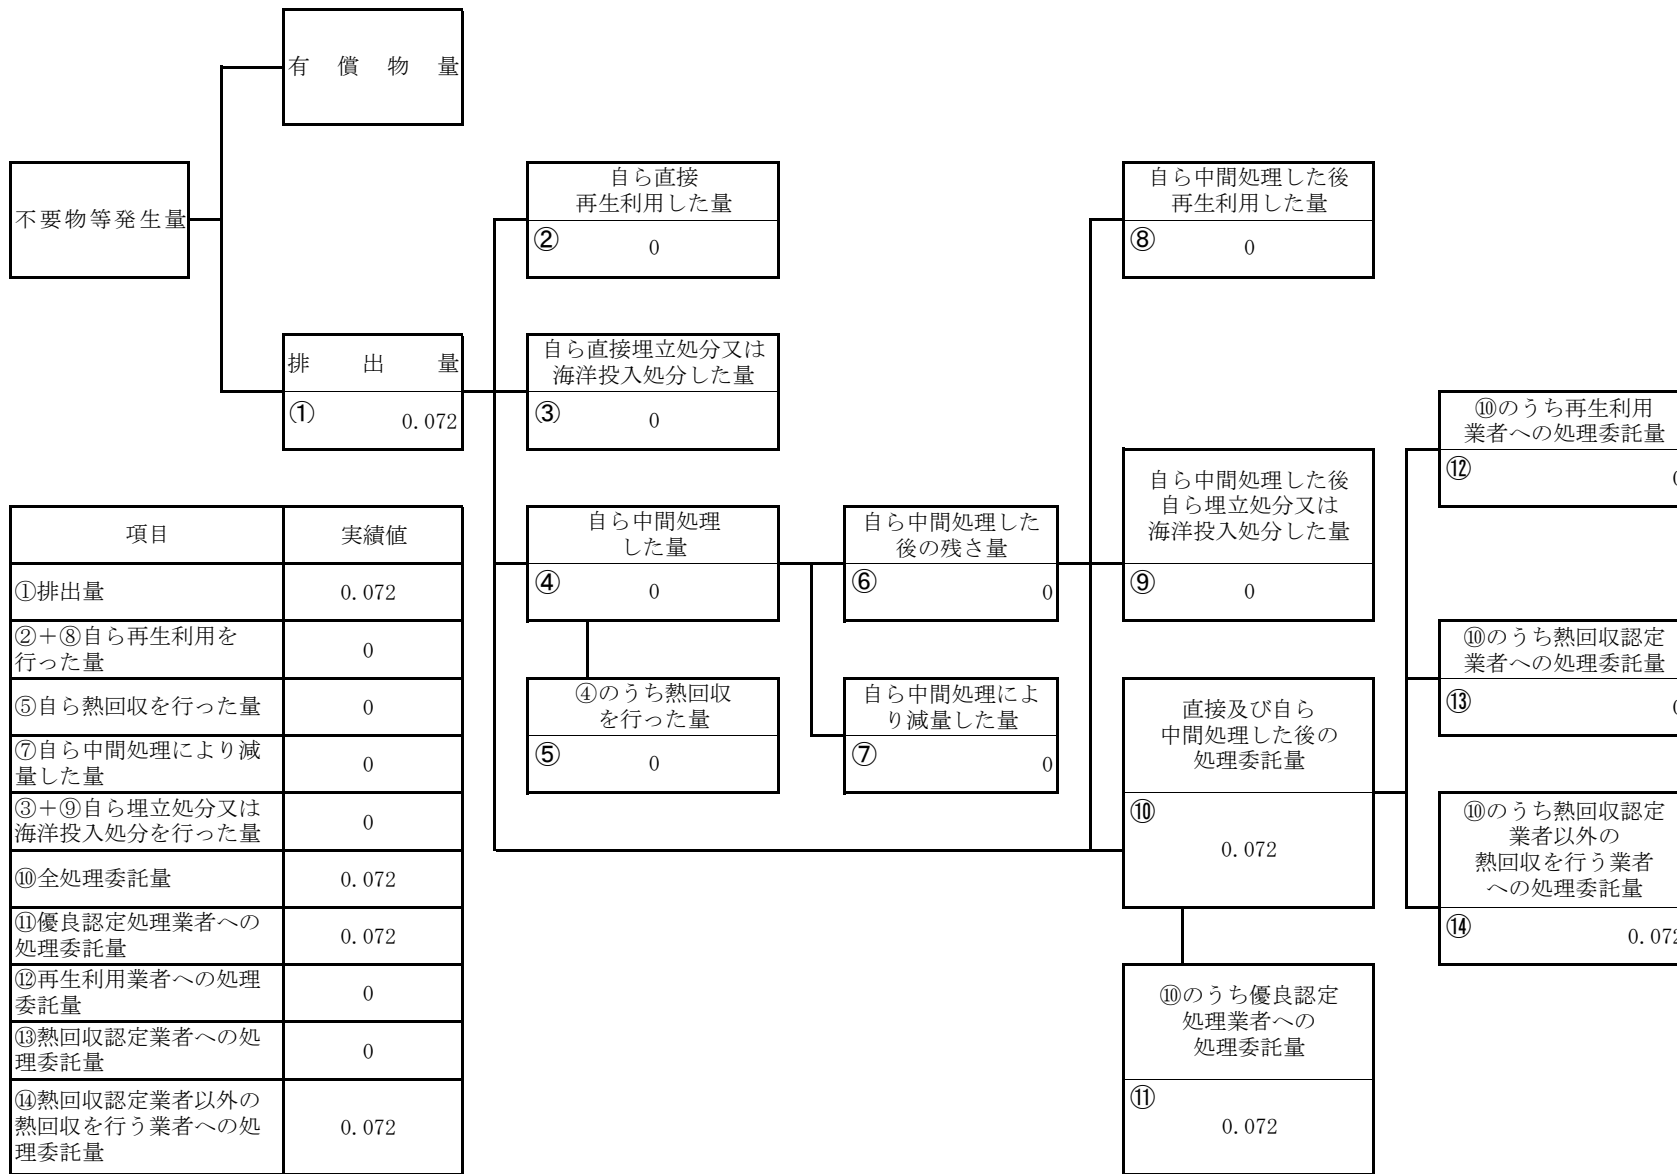 有償物量
不要物等発生量
自ら直接
再生利用した量
② 0
自ら中間処理した後
再生利用した量
⑧ 0
排出量
① 0.072
自ら直接埋立処分又は
海洋投入処分した量
③ 0
⑩のうち再生利用
業者への処理委託量
⑫ 0
自ら中間処理した後
自ら埋立処分又は
海洋投入処分した量
⑨ 0
自ら中間処理
した量
④ 0
自ら中間処理した
後の残さ量
⑥ 0
⑩のうち熱回収認定
業者への処理委託量
⑬ 0
④のうち熱回収
を行った量
⑤ 0
自ら中間処理によ
り減量した量
⑦ 0
直接及び自ら
中間処理した後の
処理委託量
⑩
0.072
⑩のうち熱回収認定
業者以外の
熱回収を行う業者
への処理委託量
⑭ 0.072
⑩のうち優良認定
処理業者への
処理委託量
⑪
0.072
項目 実績値
①排出量 0.072
②+⑧自ら再生利用を
行った量 0
⑤自ら熱回収を行った量 0
⑦自ら中間処理により減
量した量 0
③+⑨自ら埋立処分又は
海洋投入処分を行った量 0
⑩全処理委託量 0.072
⑪優良認定処理業者への
処理委託量 0.072
⑫再生利用業者への処理
委託量 0
⑬熱回収認定業者への処
理委託量 0
⑭熱回収認定業者以外の
熱回収を行う業者への処
理委託量 0.072